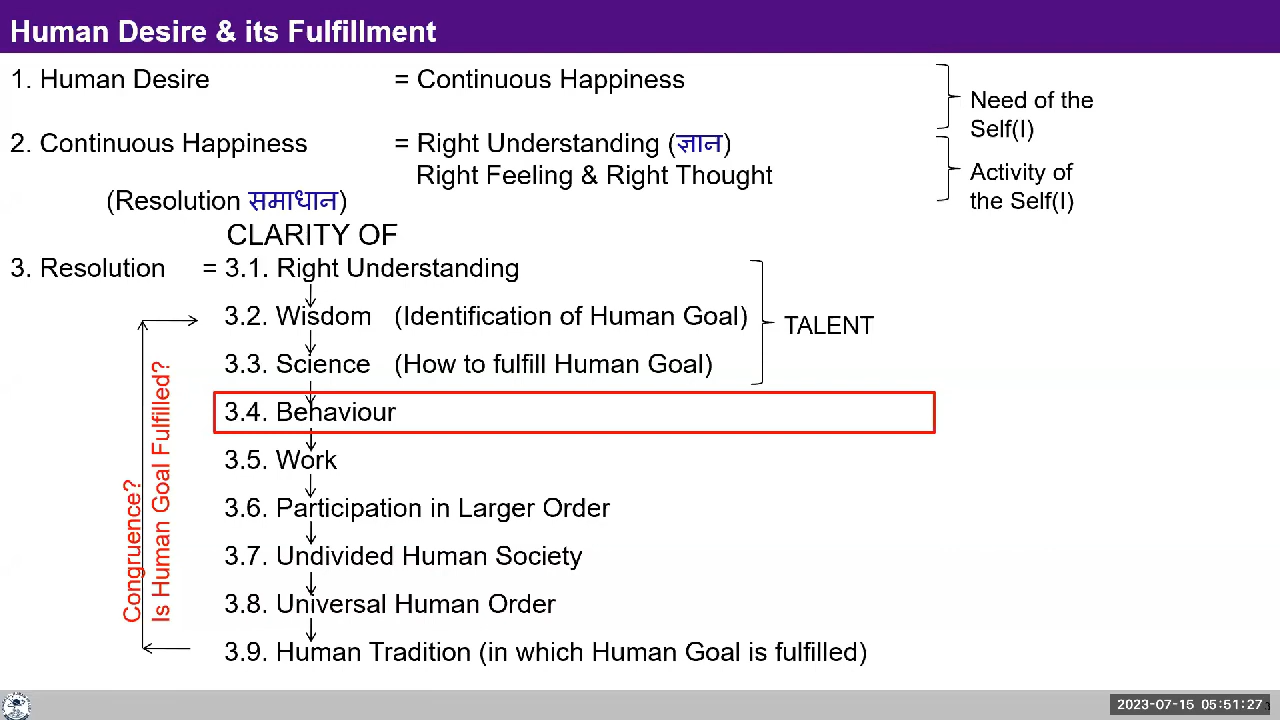 Human Desire & its Fulfillment
1. Human Desire = Continuous Happiness
Need of the
Self(I)
2. Continuous Happiness = Right Understanding (ज्ञान)
Right Feeling & Right Thought
Activity of
the Self(I)
(Resolution समाधान)
CLARITY OF
3. Resolution = 3.1. Right Understanding
3.2. Wisdom (Identification of Human Goal)
TALENT
3.3. Science (How to fulfill Human Goal)
3.4. Behaviour
3.5. Work
3.6. Participation in Larger Order
3.7. Undivided Human Society
3.8. Universal Human Order
3.9. Human Tradition (in which Human Goal is fulfilled)
Congruence?
Is Human Goal Fulfilled?
2023-07-15 05:51:27